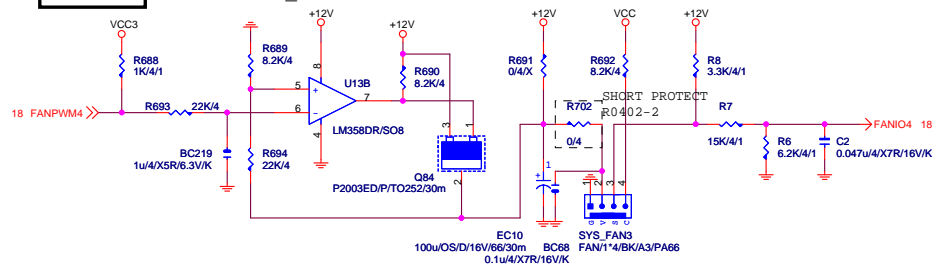 +12V
+12V
+12V
VCC
+12V
VCC3
R688
1K/4/1
R689
8.2K/4
8
U13B
R690
8.2K/4
R691
0/4/X
R692
8.2K/4
R8
3.3K/4/1
5
+
7
6
-
4
LM358DR/SO8
18 FANPWM4
R693
22K/4
SHORT PROTECT
R702
R0402-2
0/4
R7
15K/4/1
FANIO4 18
BC219
1u/4/X5R/6.3V/K
R694
22K/4
3
1
Q84
P2003ED/P/TO252/30m
2
R6
6.2K/4/1
C2
0.047u/4/X7R/16V/K
1
+
1
2
3
4
G
V
S
C
EC10
100u/OS/D/16V/66/30m
BC68
0.1u/4/X7R/16V/K
SYS_FAN3
FAN/1*4/BK/A3/PA66